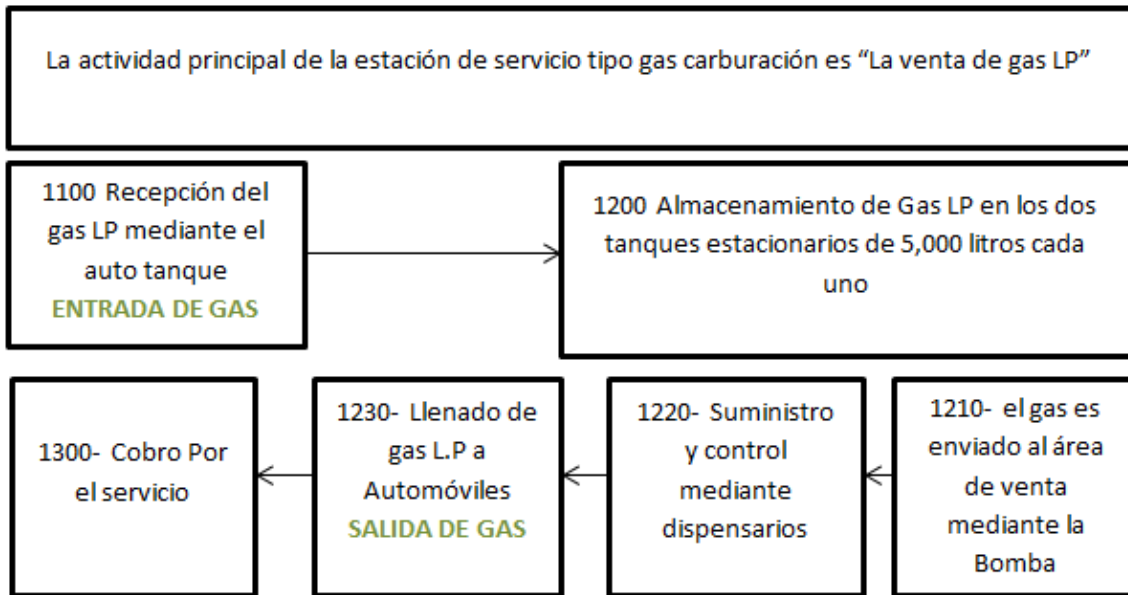 La actividad principal de la estación de servicio tipo gas carburación es “La venta de gas LP”
1100 Recepción del
gas LP mediante el
auto tanque
ENTRADA DE GAS
1200 Almacenamiento de Gas LP en los dos
tanques estacionarios de 5,000 litros cada
uno
1300- Cobro Por
el servicio
1230- Llenado de
gas L.P a
Automóviles
SALIDA DE GAS
1220- Suministro
y control
mediante
dispensarios
1210- el gas es
enviado al área
de venta
mediante la
Bomba